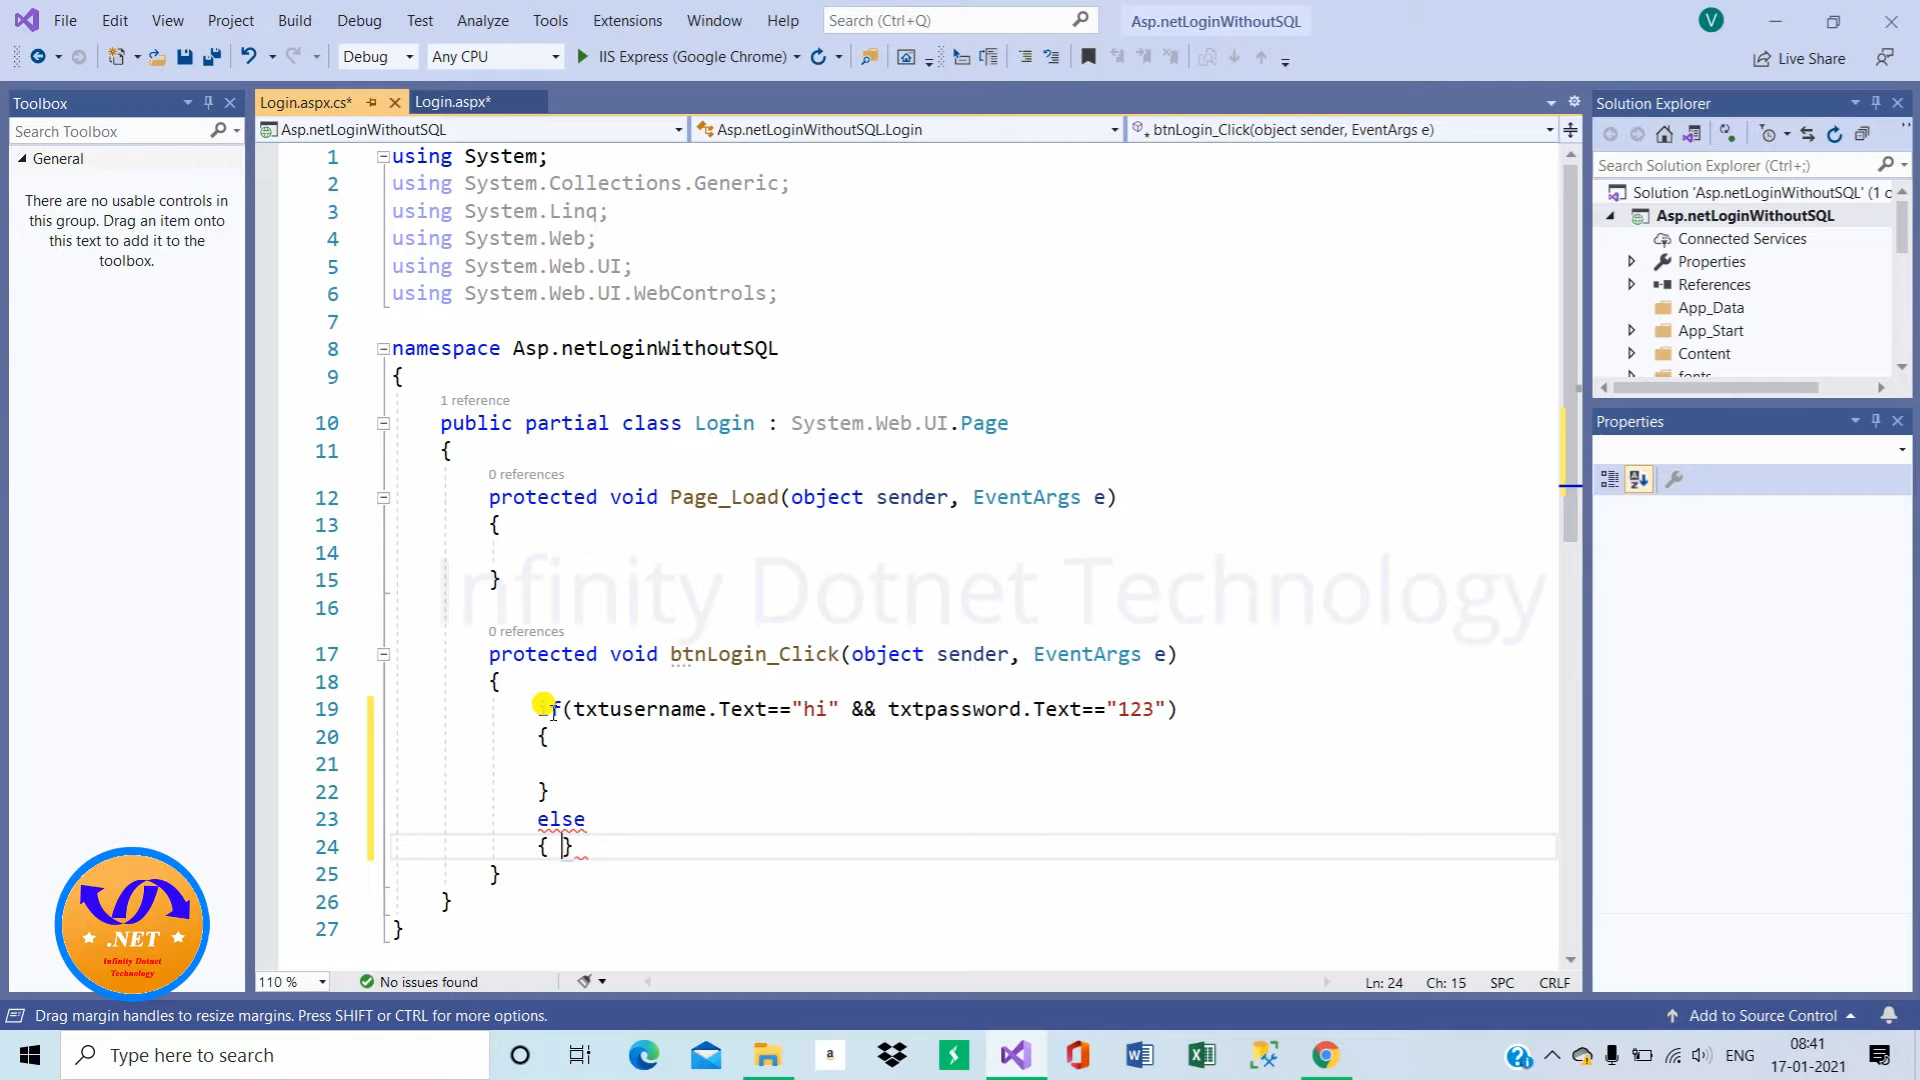 File Edit View Project Build Debug Test Analyze Tools Extensions Window Help Search (Ctrl+Q) Asp.netLoginWithoutSQL V
Debug Any CPU IIS Express (Google Chrome) Live Share
Toolbox
Search Toolbox
General
There are no usable controls in
this group. Drag an item onto
this text to add it to the
toolbox.
Login.aspx.cs* Login.aspx*
Asp.netLoginWithoutSQL Asp.netLoginWithoutSQL.Login btnLogin_Click(object sender, EventArgs e)
1 using System;
2 using System.Collections.Generic;
3 using System.Linq;
4 using System.Web;
5 using System.Web.UI;
6 using System.Web.UI.WebControls;
7
8 namespace Asp.netLoginWithoutSQL
9 {
1 reference
10 public partial class Login : System.Web.UI.Page
11 {
0 references
12 protected void Page_Load(object sender, EventArgs e)
13 {
14
15 }
16
0 references
17 protected void btnLogin_Click(object sender, EventArgs e)
18 {
19 if(txtusername.Text=="hi" && txtpassword.Text=="123")
20 {
21
22 }
23 else
24 { }
25 }
26 }
27 }
Infinity Dotnet Technology
Solution Explorer
Search Solution Explorer (Ctrl+;)
Solution 'Asp.netLoginWithoutSQL' (1 c
Asp.netLoginWithoutSQL
Connected Services
Properties
References
App_Data
App_Start
Content
fonts
Properties
.NET
Infinity Dotnet
Technology
110 % No issues found Ln: 24 Ch: 15 SPC CRLF
Drag margin handles to resize margins. Press SHIFT or CTRL for more options. Add to Source Control
Type here to search
ENG
08:41
17-01-2021